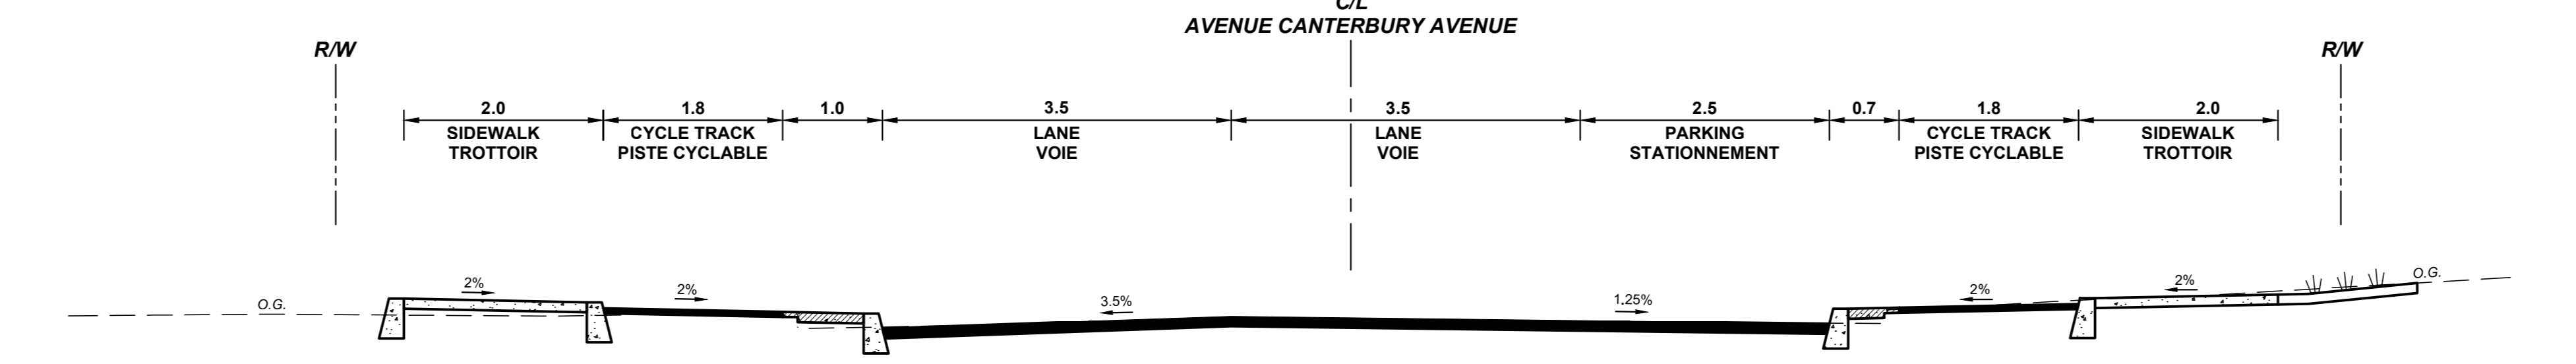 C/L
AVENUE CANTERBURY AVENUE
R/W
R/W
2.0
1.8
1.0
3.5
3.5
2.5
0.7
1.8
2.0
SIDEWALK
TROTTOIR
CYCLE TRACK
PISTE CYCLABLE
LANE
VOIE
LANE
VOIE
PARKING
STATIONNEMENT
CYCLE TRACK
PISTE CYCLABLE
SIDEWALK
TROTTOIR
O.G.
2%
2%
3.5%
1.25%
2%
2%
O.G.